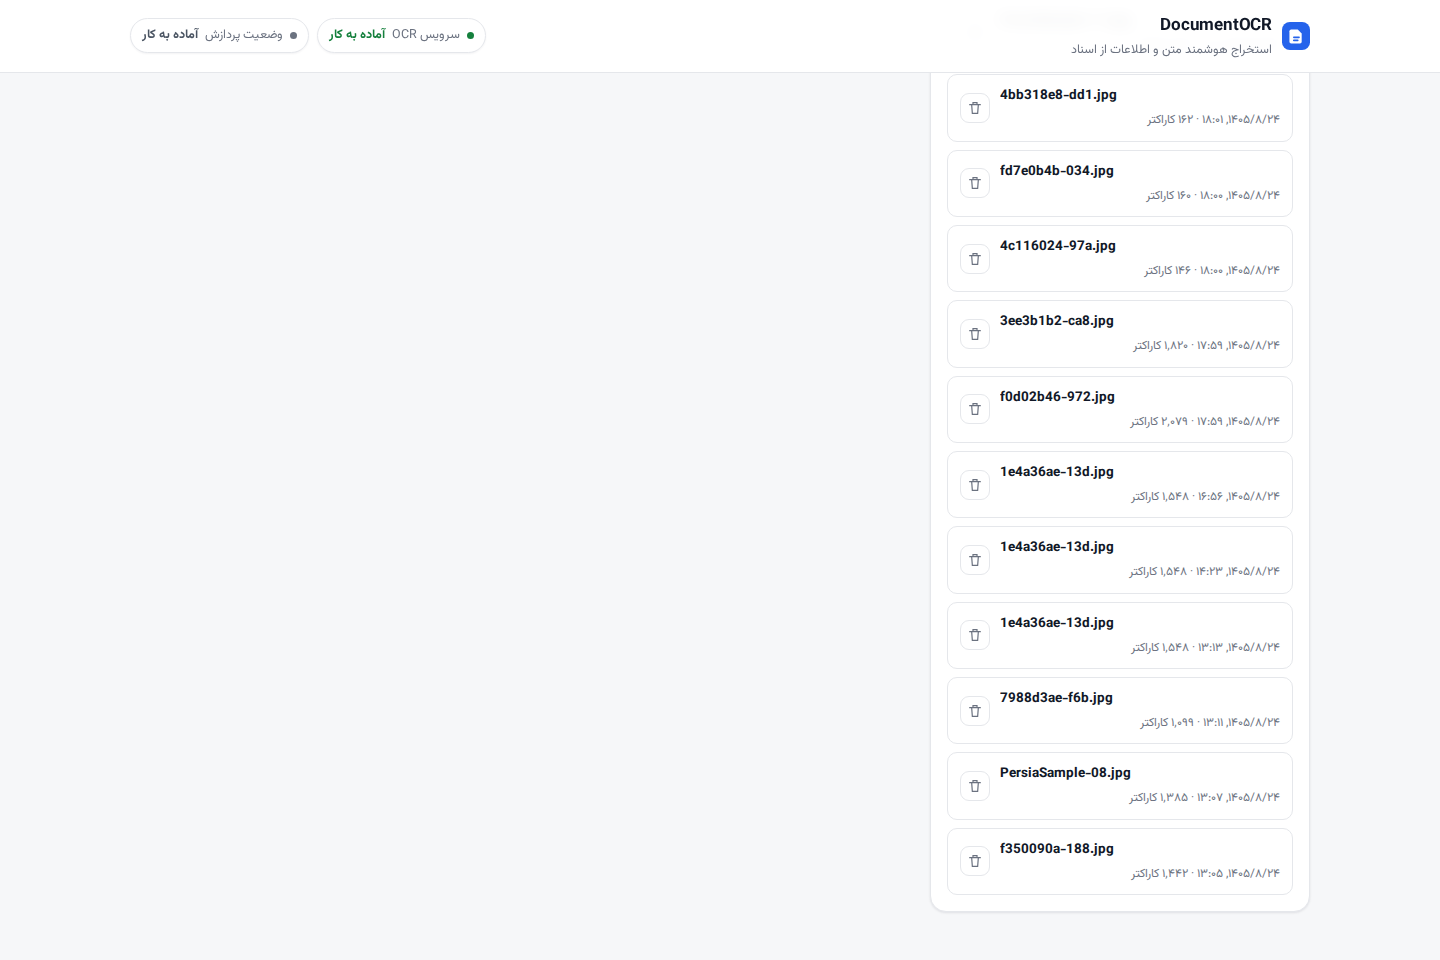 DocumentOCR
استخراج هوشمند متن و اطلاعات از اسناد
سرویس OCR آماده به کار
وضعیت پردازش آماده به کار
4bb318e8-dd1.jpg
۱۴۰۵/۸/۲۴, ۱۸:۰۱ · ۱۶۲ کاراکتر
fd7e0b4b-034.jpg
۱۴۰۵/۸/۲۴, ۱۸:۰۰ · ۱۶۰ کاراکتر
4c116024-97a.jpg
۱۴۰۵/۸/۲۴, ۱۸:۰۰ · ۱۴۶ کاراکتر
3ee3b1b2-ca8.jpg
۱۴۰۵/۸/۲۴, ۱۷:۵۹ · ۱,۸۲۰ کاراکتر
f0d02b46-972.jpg
۱۴۰۵/۸/۲۴, ۱۷:۵۹ · ۲,۰۷۹ کاراکتر
1e4a36ae-13d.jpg
۱۴۰۵/۸/۲۴, ۱۶:۵۶ · ۱,۵۴۸ کاراکتر
1e4a36ae-13d.jpg
۱۴۰۵/۸/۲۴, ۱۴:۲۳ · ۱,۵۴۸ کاراکتر
1e4a36ae-13d.jpg
۱۴۰۵/۸/۲۴, ۱۳:۱۳ · ۱,۵۴۸ کاراکتر
7988d3ae-f6b.jpg
۱۴۰۵/۸/۲۴, ۱۳:۱۱ · ۱,۰۹۹ کاراکتر
PersiaSample-08.jpg
۱۴۰۵/۸/۲۴, ۱۳:۰۷ · ۱,۳۸۵ کاراکتر
f350090a-188.jpg
۱۴۰۵/۸/۲۴, ۱۳:۰۵ · ۱,۴۴۲ کاراکتر